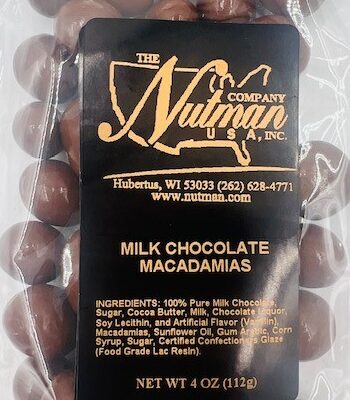 THE
Nutman
COMPANY
USA, INC.
Hubertus, WI 53033 (262) 628-4771
www.nutman.com
MILK CHOCOLATE
MACADAMIAS
INGREDIENTS: 100% Pure Milk Chocolate,
Sugar, Cocoa Butter, Milk, Chocolate Liquor,
Soy Lecithin, and Artificial Flavor (Vanillin),
Macadamias, Sunflower Oil, Gum Arabic, Corn
Syrup, Sugar, Certified Confectioners Glaze
(Food Grade Lac Resin).
NET WT 4 OZ (112g)